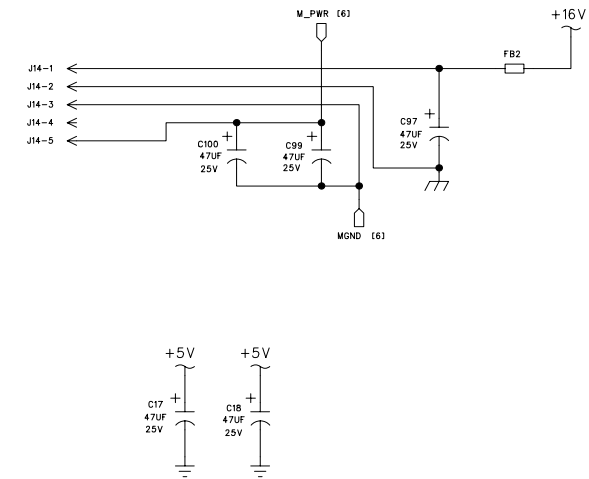 M_PWR [6]
+16V
FB2
J14-1
J14-2
J14-3
J14-4
J14-5
+
C100
47UF
25V
+
C99
47UF
25V
+
C97
47UF
25V
MGND [6]
+5V
+5V
+
C17
47UF
25V
+
C18
47UF
25V